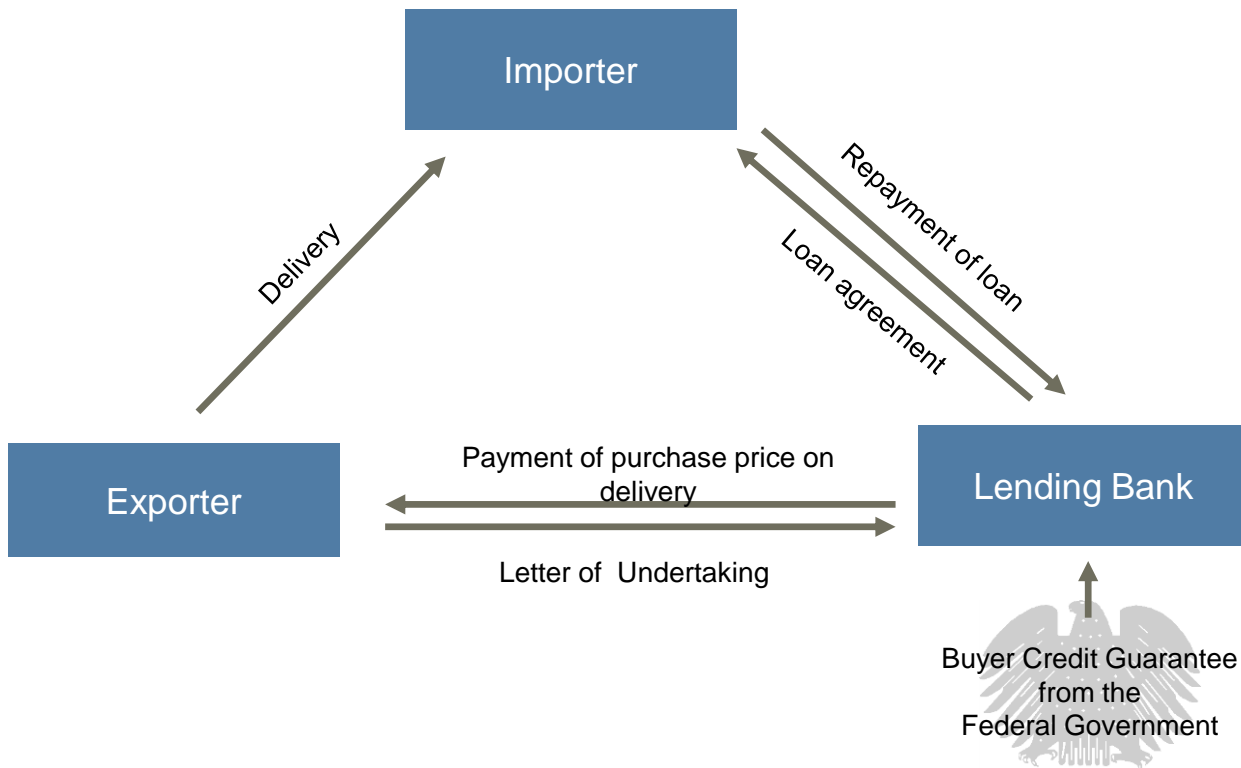 Importer
Repayment of loan
Loan agreement
Delivery
Exporter
Payment of purchase price on
delivery
Letter of Undertaking
Lending Bank
Buyer Credit Guarantee
from the
Federal Government